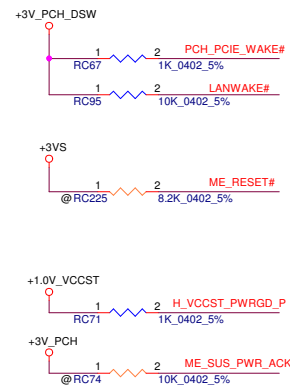 +3V_PCH_DSW
1 2 PCH_PCIE_WAKE#
RC67 1K_0402_5%
1 2 LANWAKE#
RC95 10K_0402_5%
+3VS
1 2 ME_RESET#
@ RC225 8.2K_0402_5%
+1.0V_VCCST
1 2 H_VCCST_PWRGD_P
RC71 1K_0402_5%
+3V_PCH
1 2 ME_SUS_PWR_ACK
@ RC74 10K_0402_5%